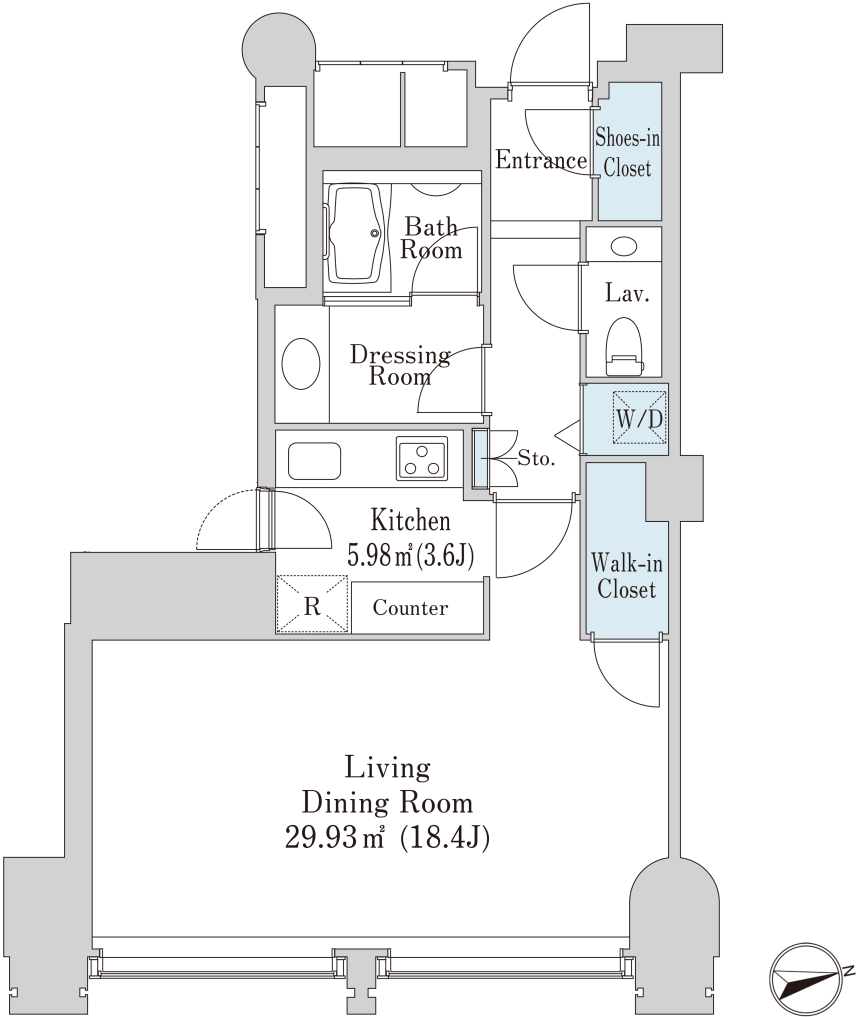 Entrance
Shoes-in
Closet
Bath
Room
Lav.
Dressing
Room
W/D
Sto.
Kitchen
5.98㎡(3.6J)
Walk-in
Closet
R
Counter
Living
Dining Room
29.93㎡ (18.4J)
N